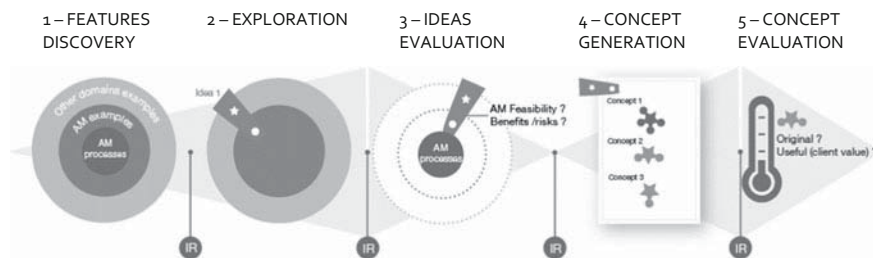 1 – FEATURES
DISCOVERY
2 – EXPLORATION
3 – IDEAS
EVALUATION
4 – CONCEPT
GENERATION
5 – CONCEPT
EVALUATION
Other domains examples
AM examples
AM
processes
Idea 1
AM
processes
AM Feasibility ?
Benefits /risks ?
Concept 1
Concept 2
Concept 3
Original ?
Useful (client value) ?
IR
IR
IR
IR